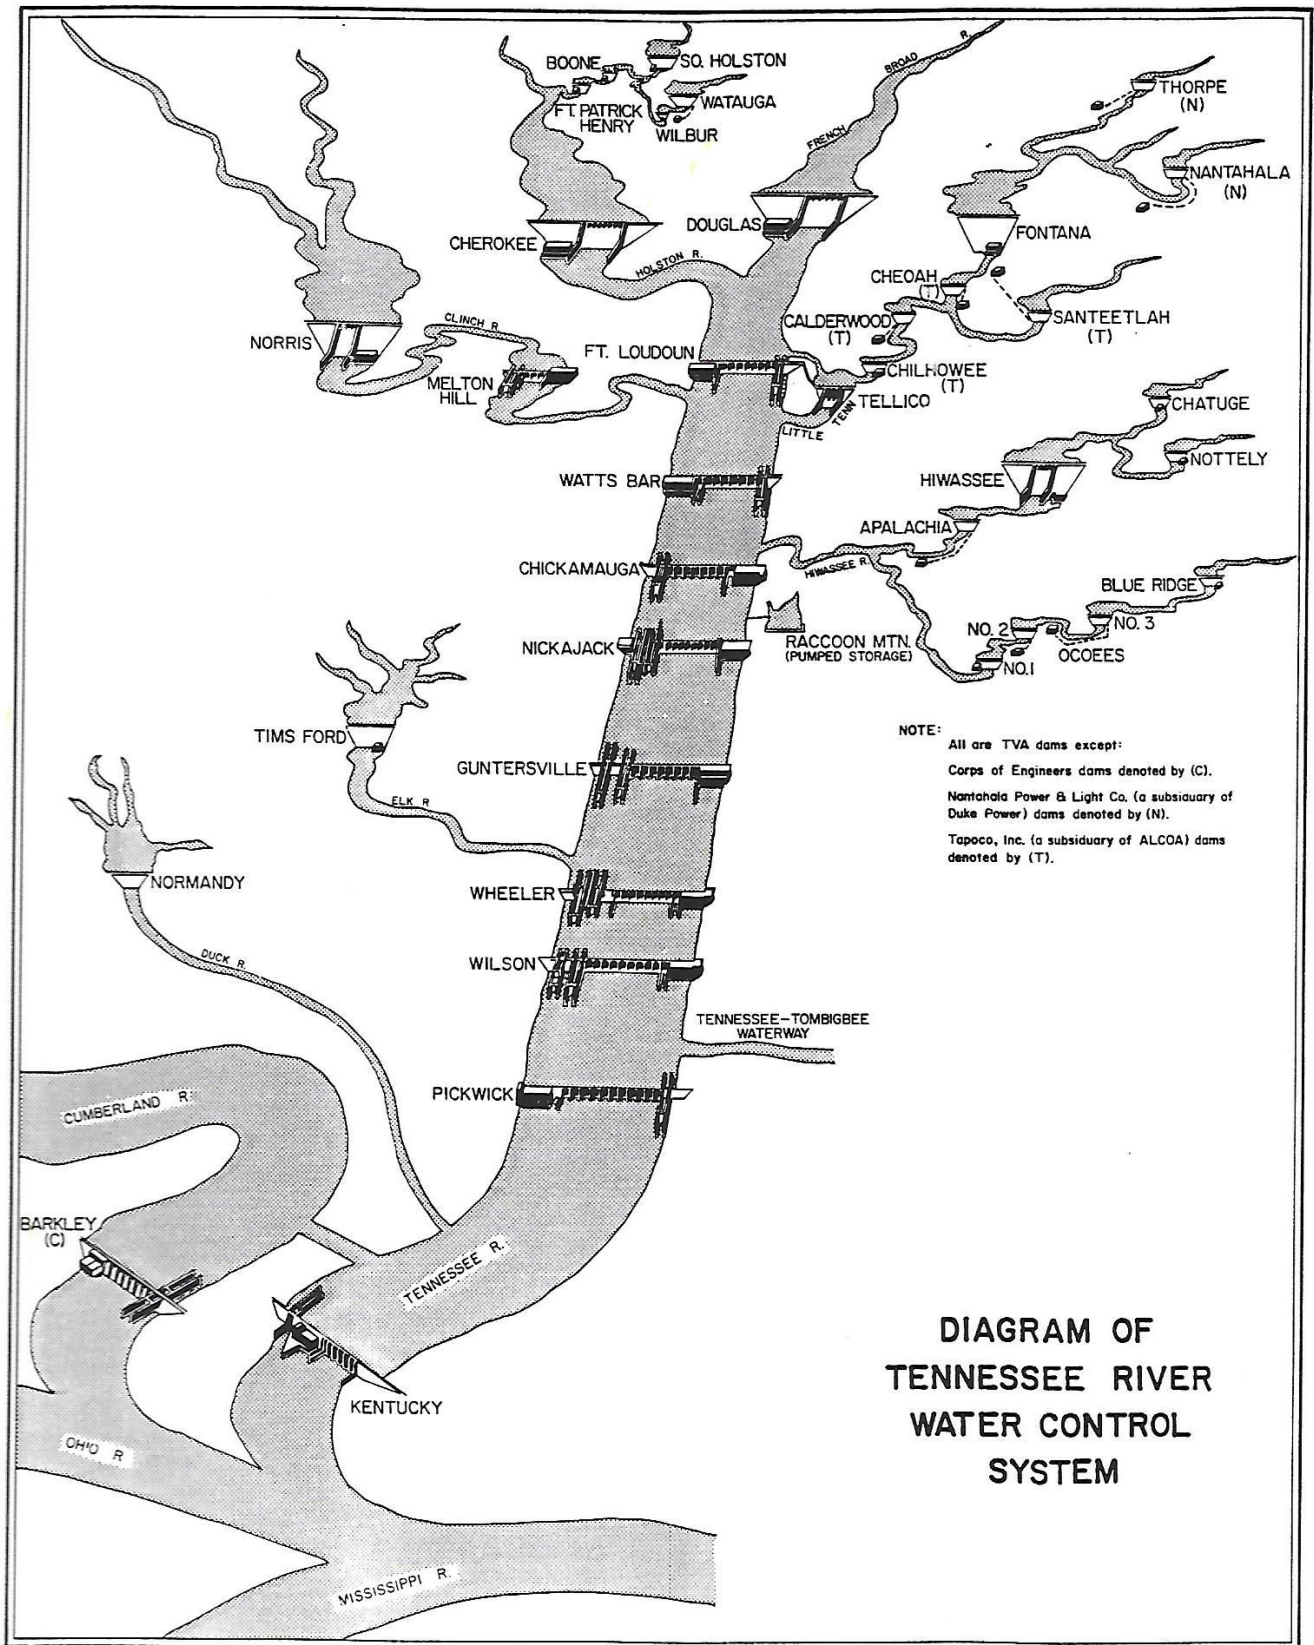 BROAD R.
BOONE
SO. HOLSTON
THORPE
(N)
FT. PATRICK
HENRY
WATAUGA
WILBUR
FRENCH
NANTAHALA
(N)
DOUGLAS
CHEROKEE
FONTANA
HOLSTON R.
CHEOAH
(T)
CLINCH R.
CALDERWOOD
(T)
SANTEETLAH
(T)
NORRIS
FT. LOUDOUN
MELTON
HILL
CHILHOWEE
(T)
TELLICO
LITTLE TENN
CHATUGE
NOTTELY
WATTS BAR
HIWASSEE
APALACHIA
CHICKAMAUGA
HIWASSEE R.
BLUE RIDGE
NO. 2
NO. 3
NICKAJACK
RACCOON MTN.
(PUMPED STORAGE)
OCOEES
NO.1
TIMS FORD
NOTE:
All are TVA dams except:
Corps of Engineers dams denoted by (C).
Nantahala Power & Light Co. (a subsiduary of
Duke Power) dams denoted by (N).
Tapoco, Inc. (a subsiduary of ALCOA) dams
denoted by (T).
GUNTERSVILLE
ELK R
NORMANDY
WHEELER
DUCK R.
WILSON
TENNESSEE-TOMBIGBEE
WATERWAY
PICKWICK
CUMBERLAND R.
BARKLEY
(C)
TENNESSEE R.
KENTUCKY
OHIO R
MISSISSIPPI R.
DIAGRAM OF
TENNESSEE RIVER
WATER CONTROL
SYSTEM